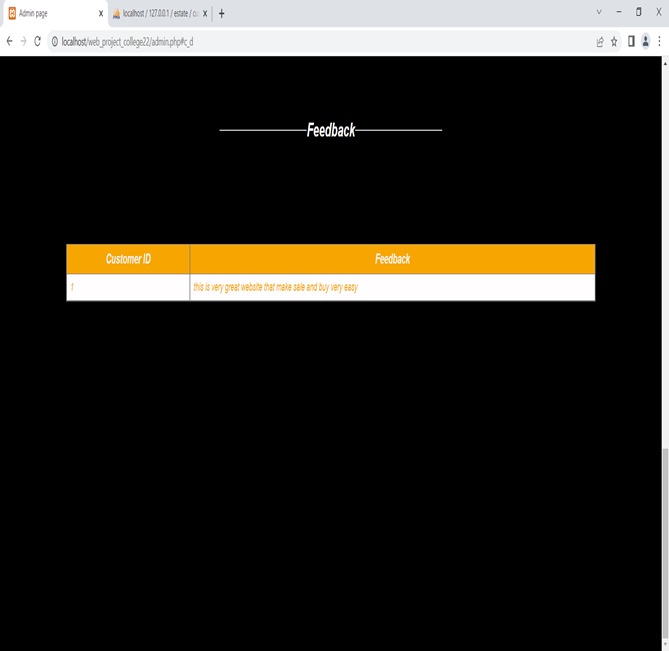 Admin page
localhost / 127.0.0.1 / estate / cu
localhost/web_project_college22/admin.php#c_d
Feedback
Customer ID Feedback
1 this is very great website that make sale and buy very easy